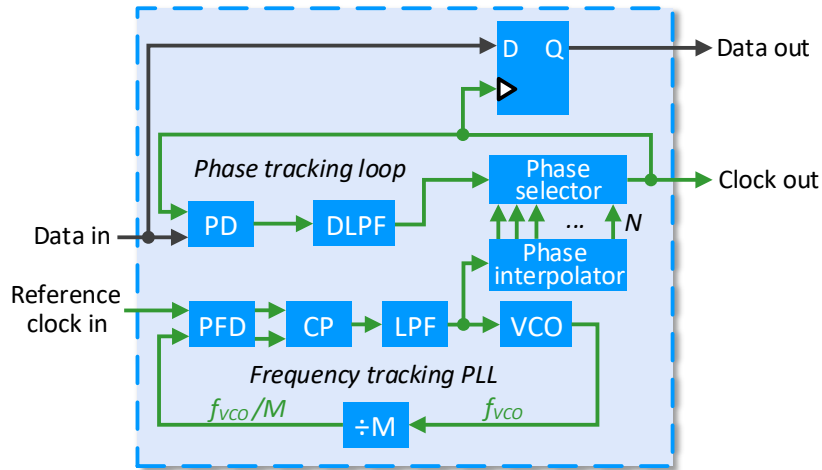 D Q
Data out
Phase tracking loop
Phase
selector
Clock out
PD
DLPF
Data in
... N
Phase
interpolator
Reference
clock in
PFD
CP
LPF
VCO
Frequency tracking PLL
fVCO/M
fVCO
÷M